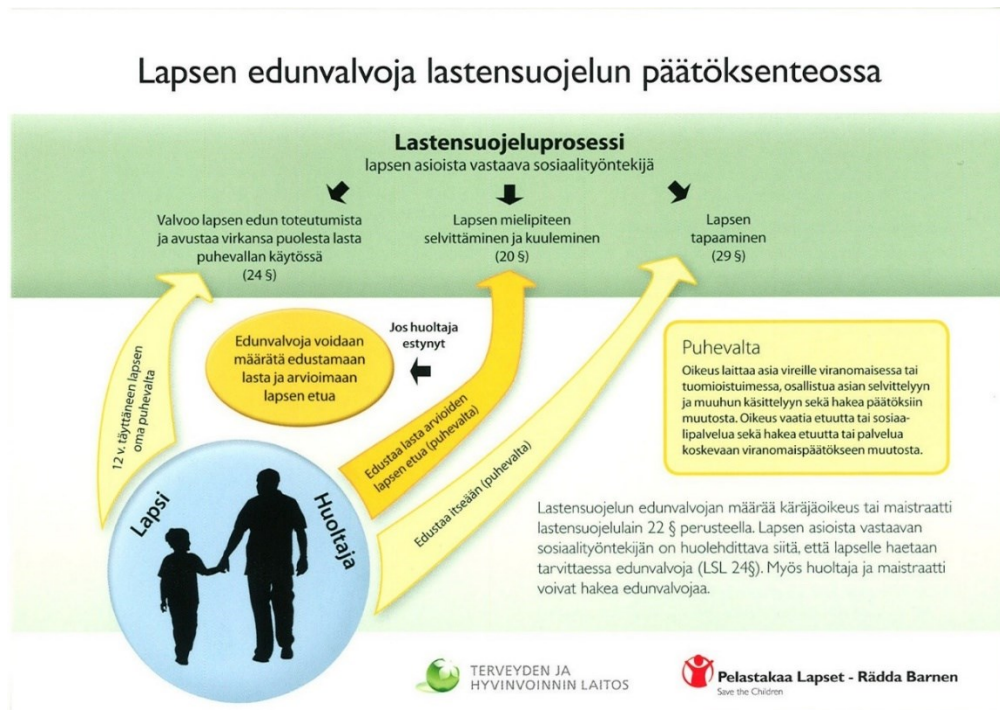 Lapsen edunvalvoja lastensuojelun päätöksenteossa
Lastensuojeluprosessi
lapsen asioista vastaava sosiaalityöntekijä
Valvoo lapsen edun toteutumista
ja avustaa virkansa puolesta lasta
puhevallan käytössä
(24 §)
Lapsen mielipiteen
selvittäminen ja kuuleminen
(20 §)
Lapsen
tapaaminen
(29 §)
12 v. täyttäneen lapsen
oma puhevalta
Edunvalvoja voidaan
määrätä edustamaan
lasta ja arvioimaan
lapsen etua
Jos huoltaja
estynyt
Edustaa lasta arvioiden
lapsen etua (puhevalta)
Edustaa itseään (puhevalta)
Puhevalta
Oikeus laittaa asia vireille viranomaisessa tai
tuomioistuimessa, osallistua asian selvittelyyn
ja muuhun käsittelyyn sekä hakea päätöksiin
muutosta. Oikeus vaatia etuutta tai sosiaa-
lipalvelua sekä hakea etuutta tai palvelua
koskevaan viranomaispäätökseen muutosta.
Lapsi
Huoltaja
Lastensuojelun edunvalvojan määrää käräjäoikeus tai maistraatti
lastensuojelulain 22 § perusteella. Lapsen asioista vastaavan
sosiaalityöntekijän on huolehdittava siitä, että lapselle haetaan
tarvittaessa edunvalvoja (LSL 24§). Myös huoltaja ja maistraatti
voivat hakea edunvalvojaa.
TERVEYDEN JA
HYVINVOINNIN LAITOS
Pelastakaa Lapset - Rädda Barnen
Save the Children